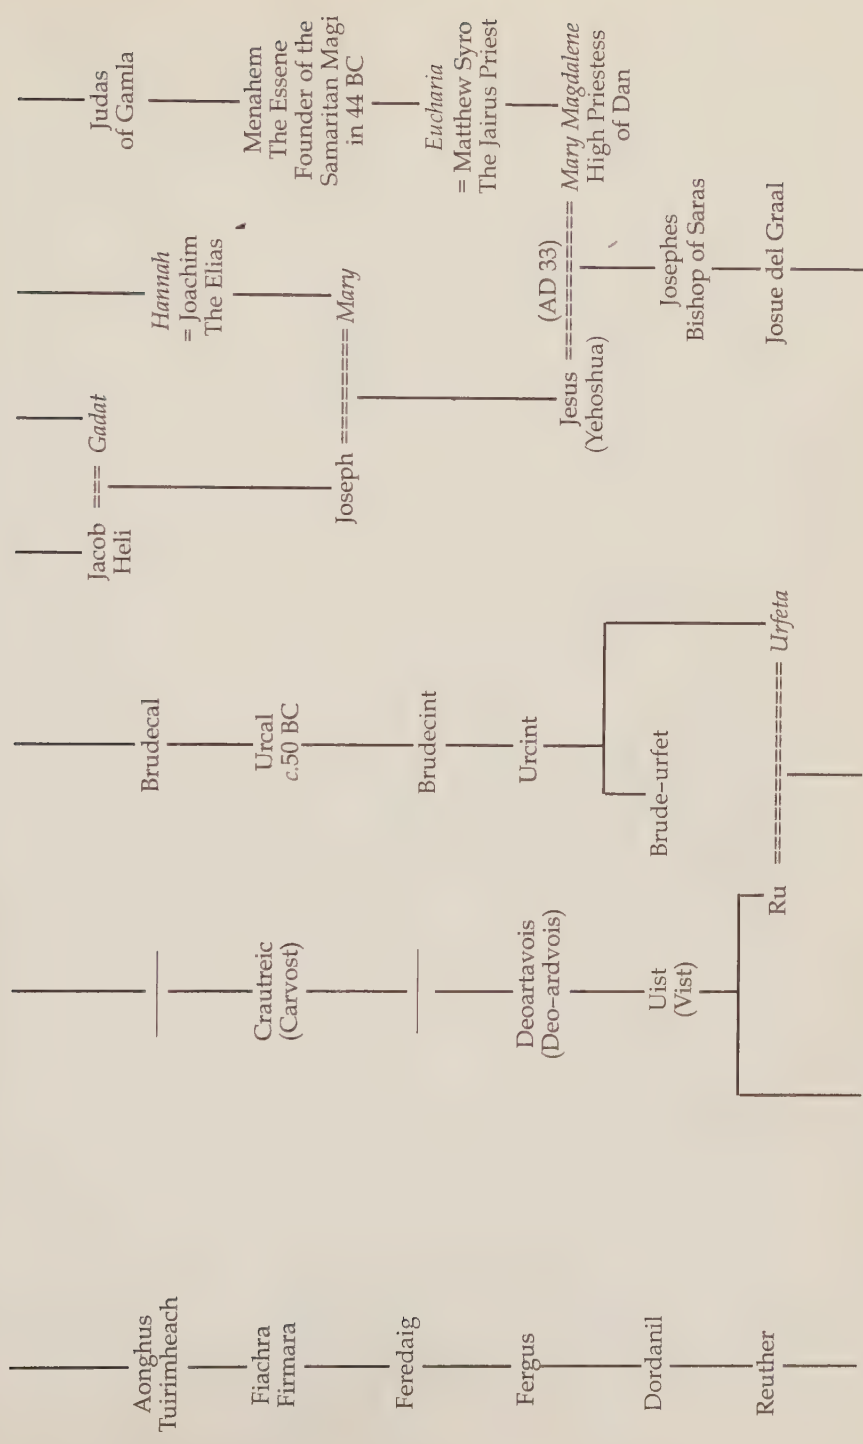 Aonghus
Tuirimheach
Fiachra
Firmara
Feredaig
Fergus
Dordanil
Reuther
Crautreic
(Carvost)
Deoartavois
(Deo-ardvois)
Uist
(Vist)
Ru ============== Urfeta
Brudecal
Urcal
c.50 BC
Brudecint
Urcint
Brude-urfet
Jacob === Gadat
Heli
Hannah
= Joachim
The Elias
Joseph ======== Mary
(AD 33)
Jesus =========== Mary Magdalene
(Yehoshua)
High Priestess
of Dan
Josephes
Bishop of Saras
Josue del Graal
Judas
of Gamla
Menahem
The Essene
Founder of the
Samaritan Magi
in 44 BC
Eucharia
= Matthew Syro
The Jairus Priest